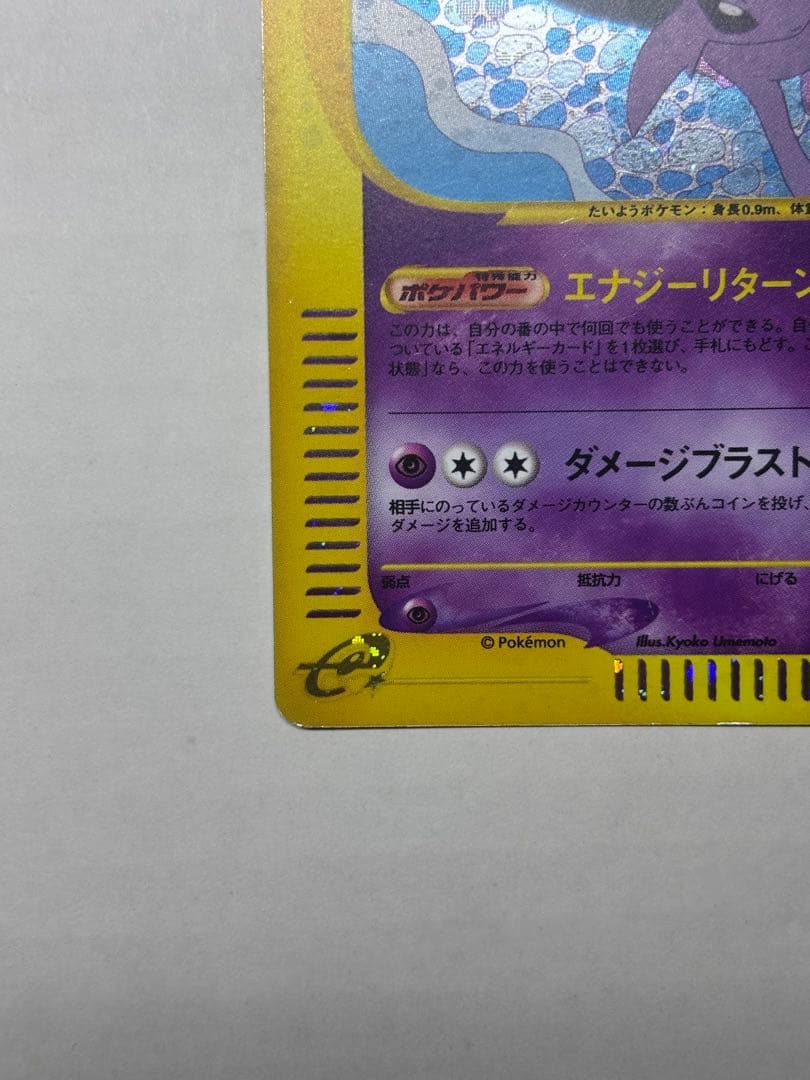 たいようポケモン：身長0.9m、体
特殊能力
ポケパワー
エナジーリターン
この力は、自分の番の中で何回でも使うことができる。自
ついている「エネルギーカード」を1枚選び、手札にもどす。こ
状態」なら、この力を使うことはできない。
ダメージブラスト
相手にのっているダメージカウンターの数ぶんコインを投げ、
ダメージを追加する。
弱点 抵抗力 にげる
©Pokémon illus.Kyoko Umemoto
e